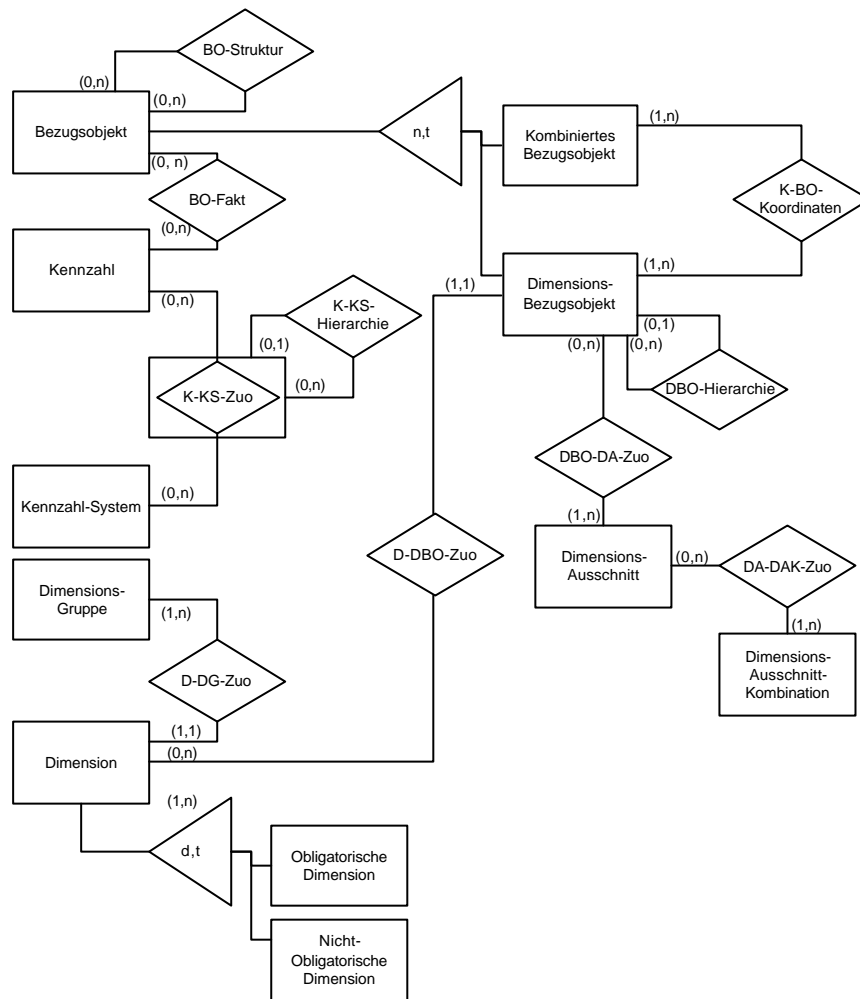 BO-Struktur
(0,n)
(0,n)
Bezugsobjekt
n,t
Kombiniertes
Bezugsobjekt
(1,n)
(0, n)
BO-Fakt
K-BO-
Koordinaten
(0,n)
Kennzahl
(0,n)
(1,1)
Dimensions-
Bezugsobjekt
(1,n)
K-KS-
Hierarchie
(0,1)
(0,n)
(0,1)
(0,n)
(0,n)
K-KS-Zuo
DBO-Hierarchie
DBO-DA-Zuo
Kennzahl-System
(0,n)
(1,n)
D-DBO-Zuo
Dimensions-
Ausschnitt
(0,n)
DA-DAK-Zuo
Dimensions-
Gruppe
(1,n)
(1,n)
Dimensions-
Ausschnitt-
Kombination
D-DG-Zuo
(1,1)
Dimension
(0,n)
(1,n)
d,t
Obligatorische
Dimension
Nicht-
Obligatorische
Dimension